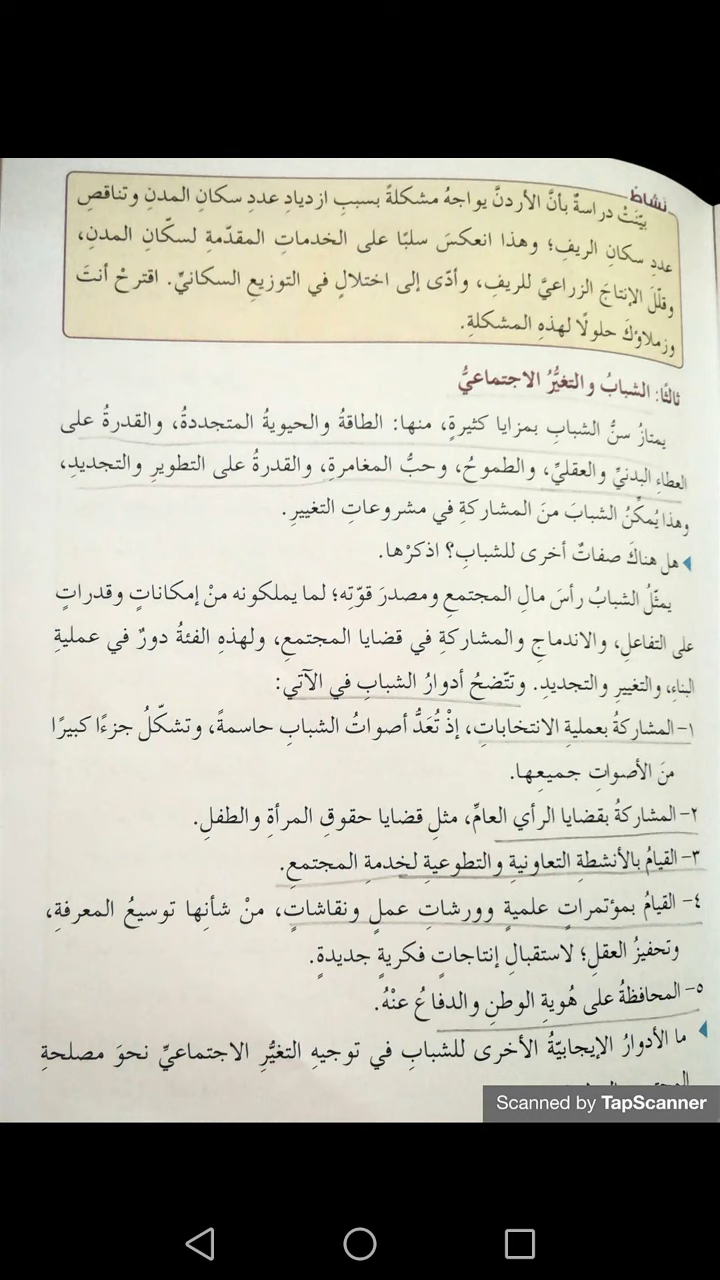 نشاطٌ
بيّنَتْ دراسةٌ بأنَّ الأردنَّ يواجهُ مشكلةً بسببِ ازديادِ عددِ سكانِ المدنِ وتناقصِ
عددِ سكانِ الريفِ؛ وهذا انعكسَ سلبًا على الخدماتِ المقدّمةِ لسكّانِ المدنِ،
وقلّلَ الإنتاجَ الزراعيَّ للريفِ، وأدّى إلى اختلالٍ في التوزيعِ السكانيِّ. اقترحْ أنتَ
وزملاؤكَ حلولًا لهذهِ المشكلةِ.
ثالثًا: الشبابُ والتغيُّرُ الاجتماعيُّ
يمتازُ سنُّ الشبابِ بمزايا كثيرةٍ، منها: الطاقةُ والحيويةُ المتجددةُ، والقدرةُ على
العطاءِ البدنيِّ والعقليِّ، والطموحُ، وحبُّ المغامرةِ، والقدرةُ على التطويرِ والتجديدِ،
وهذا يُمكِّنُ الشبابَ منَ المشاركةِ في مشروعاتِ التغييرِ.
هل هناكَ صفاتٌ أخرى للشبابِ؟ اذكرْها.
يمثّلُ الشبابُ رأسَ مالِ المجتمعِ ومصدرَ قوّتِه؛ لما يملكونه منْ إمكاناتٍ وقدراتٍ
على التفاعلِ، والاندماجِ والمشاركةِ في قضايا المجتمعِ، ولهذهِ الفئةُ دورٌ في عمليةِ
البناءِ، والتغييرِ والتجديدِ. وتتّضحُ أدوارُ الشبابِ في الآتي:
١- المشاركةُ بعمليةِ الانتخاباتِ، إذْ تُعَدُّ أصواتُ الشبابِ حاسمةً، وتشكّلُ جزءًا كبيرًا
منَ الأصواتِ جميعِها.
٢- المشاركةُ بقضايا الرأي العامِّ، مثلِ قضايا حقوقِ المرأةِ والطفلِ.
٣- القيامُ بالأنشطةِ التعاونيةِ والتطوعيةِ لخدمةِ المجتمعِ.
٤- القيامُ بمؤتمراتٍ علميةٍ وورشاتِ عملٍ ونقاشاتٍ، منْ شأنِها توسيعُ المعرفةِ،
وتحفيزُ العقلِ؛ لاستقبالِ إنتاجاتٍ فكريةٍ جديدةٍ.
٥- المحافظةُ على هُويةِ الوطنِ والدفاعُ عنْهُ.
ما الأدوارُ الإيجابيّةُ الأخرى للشبابِ في توجيهِ التغيُّرِ الاجتماعيِّ نحوَ مصلحةِ
Scanned by TapScanner